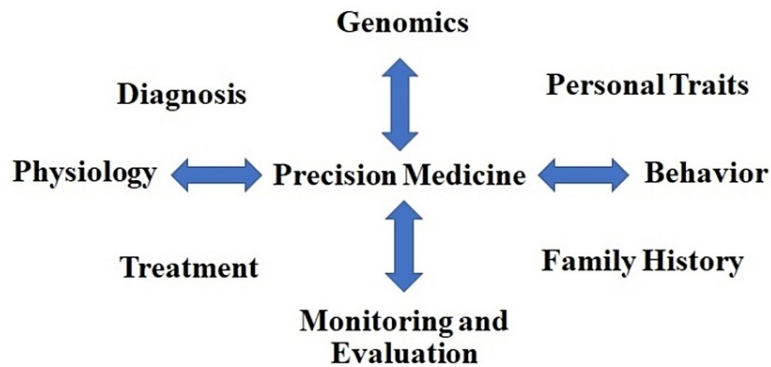 Genomics
Diagnosis
Personal Traits
Physiology
Precision Medicine
Behavior
Treatment
Family History
Monitoring and
Evaluation